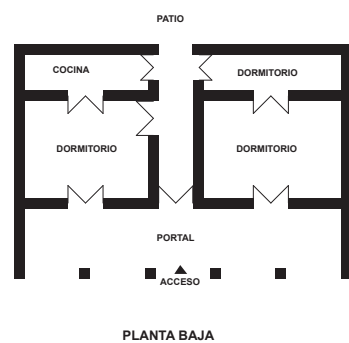 PATIO
COCINA
DORMITORIO
DORMITORIO
DORMITORIO
PORTAL
ACCESO
PLANTA BAJA